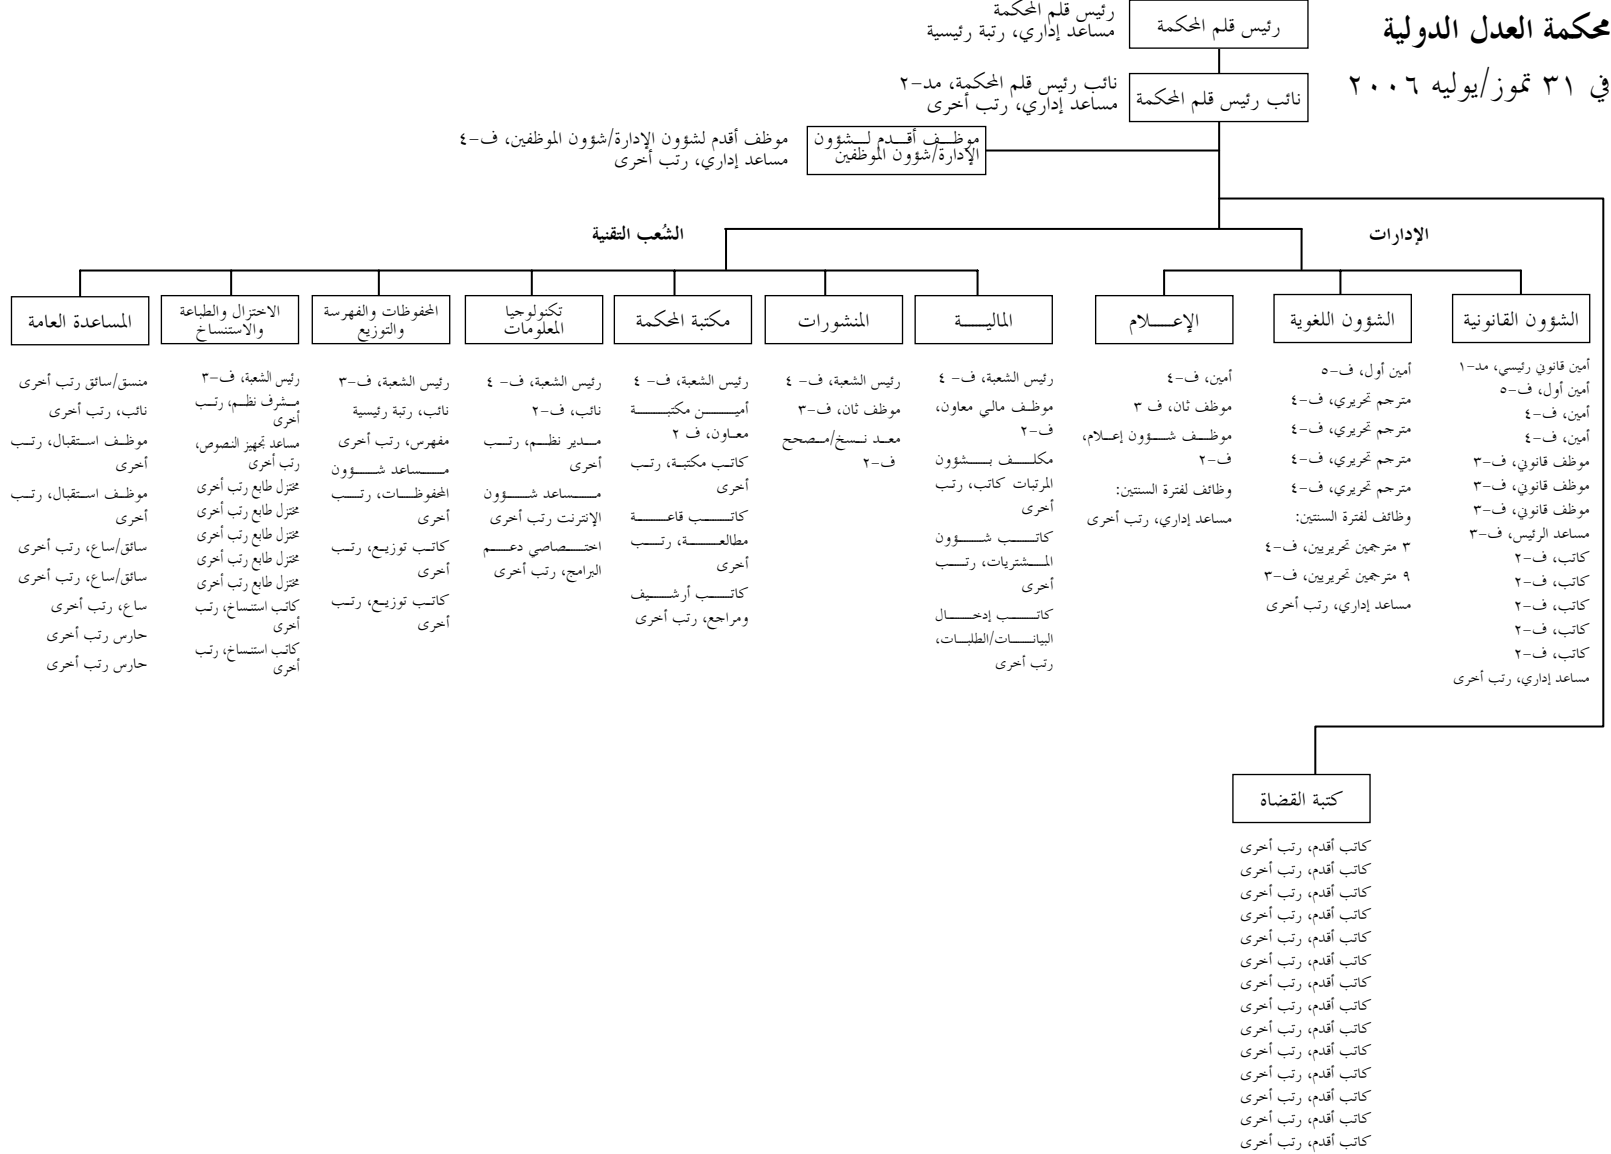 محكمة العدل الدولية
في ٣١ تموز/يوليه ٢٠٠٦
رئيس قلم المحكمة
رئيس قلم المحكمة
مساعد إداري، رتبة رئيسية
نائب رئيس قلم المحكمة
نائب رئيس قلم المحكمة، مد-٢
مساعد إداري، رتب أخرى
موظف أقدم لشؤون
الإدارة/شؤون الموظفين
موظف أقدم لشؤون الإدارة/شؤون الموظفين، ف-٤
مساعد إداري، رتب أخرى
الإدارات
الشُعب التقنية
الشؤون القانونية
أمين قانوني رئيسي، مد-١
أمين أول، ف-٥
أمين، ف-٤
أمين، ف-٤
موظف قانوني، ف-٣
موظف قانوني، ف-٣
موظف قانوني، ف-٣
مساعد الرئيس، ف-٣
كاتب، ف-٢
كاتب، ف-٢
كاتب، ف-٢
كاتب، ف-٢
كاتب، ف-٢
مساعد إداري، رتب أخرى
الشؤون اللغوية
أمين أول، ف-٥
مترجم تحريري، ف-٤
مترجم تحريري، ف-٤
مترجم تحريري، ف-٤
مترجم تحريري، ف-٤
وظائف لفترة السنتين:
٣ مترجمين تحريريين، ف-٤
٩ مترجمين تحريريين، ف-٣
مساعد إداري، رتب أخرى
الإعلام
أمين، ف-٤
موظف ثان، ف ٣
موظف شؤون إعلام،
ف-٢
وظائف لفترة السنتين:
مساعد إداري، رتب أخرى
المالية
رئيس الشعبة، ف- ٤
موظف مالي معاون،
ف-٢
مكلف بشؤون
المرتبات كاتب، رتب
أخرى
كاتب شؤون
المشتريات، رتب
أخرى
كاتب إدخال
البيانات/الطلبات،
رتب أخرى
المنشورات
رئيس الشعبة، ف- ٤
موظف ثان، ف-٣
معد نسخ/مصحح
ف-٢
مكتبة المحكمة
رئيس الشعبة، ف- ٤
أمين مكتبة
معاون، ف ٢
كاتب مكتبة، رتب
أخرى
كاتب قاعة
مطالعة، رتب
أخرى
كاتب أرشيف
ومراجع، رتب أخرى
تكنولوجيا
المعلومات
رئيس الشعبة، ف- ٤
نائب، ف-٢
مدير نظم، رتب
أخرى
مساعد شؤون
الإنترنت رتب أخرى
اختصاصي دعم
البرامج، رتب أخرى
المحفوظات والفهرسة
والتوزيع
رئيس الشعبة، ف-٣
نائب، رتبة رئيسية
مفهرس، رتب أخرى
مساعد شؤون
المحفوظات، رتب
أخرى
كاتب توزيع، رتب
أخرى
كاتب توزيع، رتب
أخرى
الاختزال والطباعة
والاستنساخ
رئيس الشعبة، ف-٣
مشرف نظم، رتب
أخرى
مساعد تجهيز النصوص،
رتب أخرى
مختزل طابع رتب أخرى
مختزل طابع رتب أخرى
مختزل طابع رتب أخرى
مختزل طابع رتب أخرى
مختزل طابع رتب أخرى
كاتب استنساخ، رتب
أخرى
كاتب استنساخ، رتب
أخرى
المساعدة العامة
منسق/سائق رتب أخرى
نائب، رتب أخرى
موظف استقبال، رتب
أخرى
موظف استقبال، رتب
أخرى
سائق/ساع، رتب أخرى
سائق/ساع، رتب أخرى
ساع، رتب أخرى
حارس رتب أخرى
حارس رتب أخرى
كتبة القضاة
كاتب أقدم، رتب أخرى
كاتب أقدم، رتب أخرى
كاتب أقدم، رتب أخرى
كاتب أقدم، رتب أخرى
كاتب أقدم، رتب أخرى
كاتب أقدم، رتب أخرى
كاتب أقدم، رتب أخرى
كاتب أقدم، رتب أخرى
كاتب أقدم، رتب أخرى
كاتب أقدم، رتب أخرى
كاتب أقدم، رتب أخرى
كاتب أقدم، رتب أخرى
كاتب أقدم، رتب أخرى
كاتب أقدم، رتب أخرى